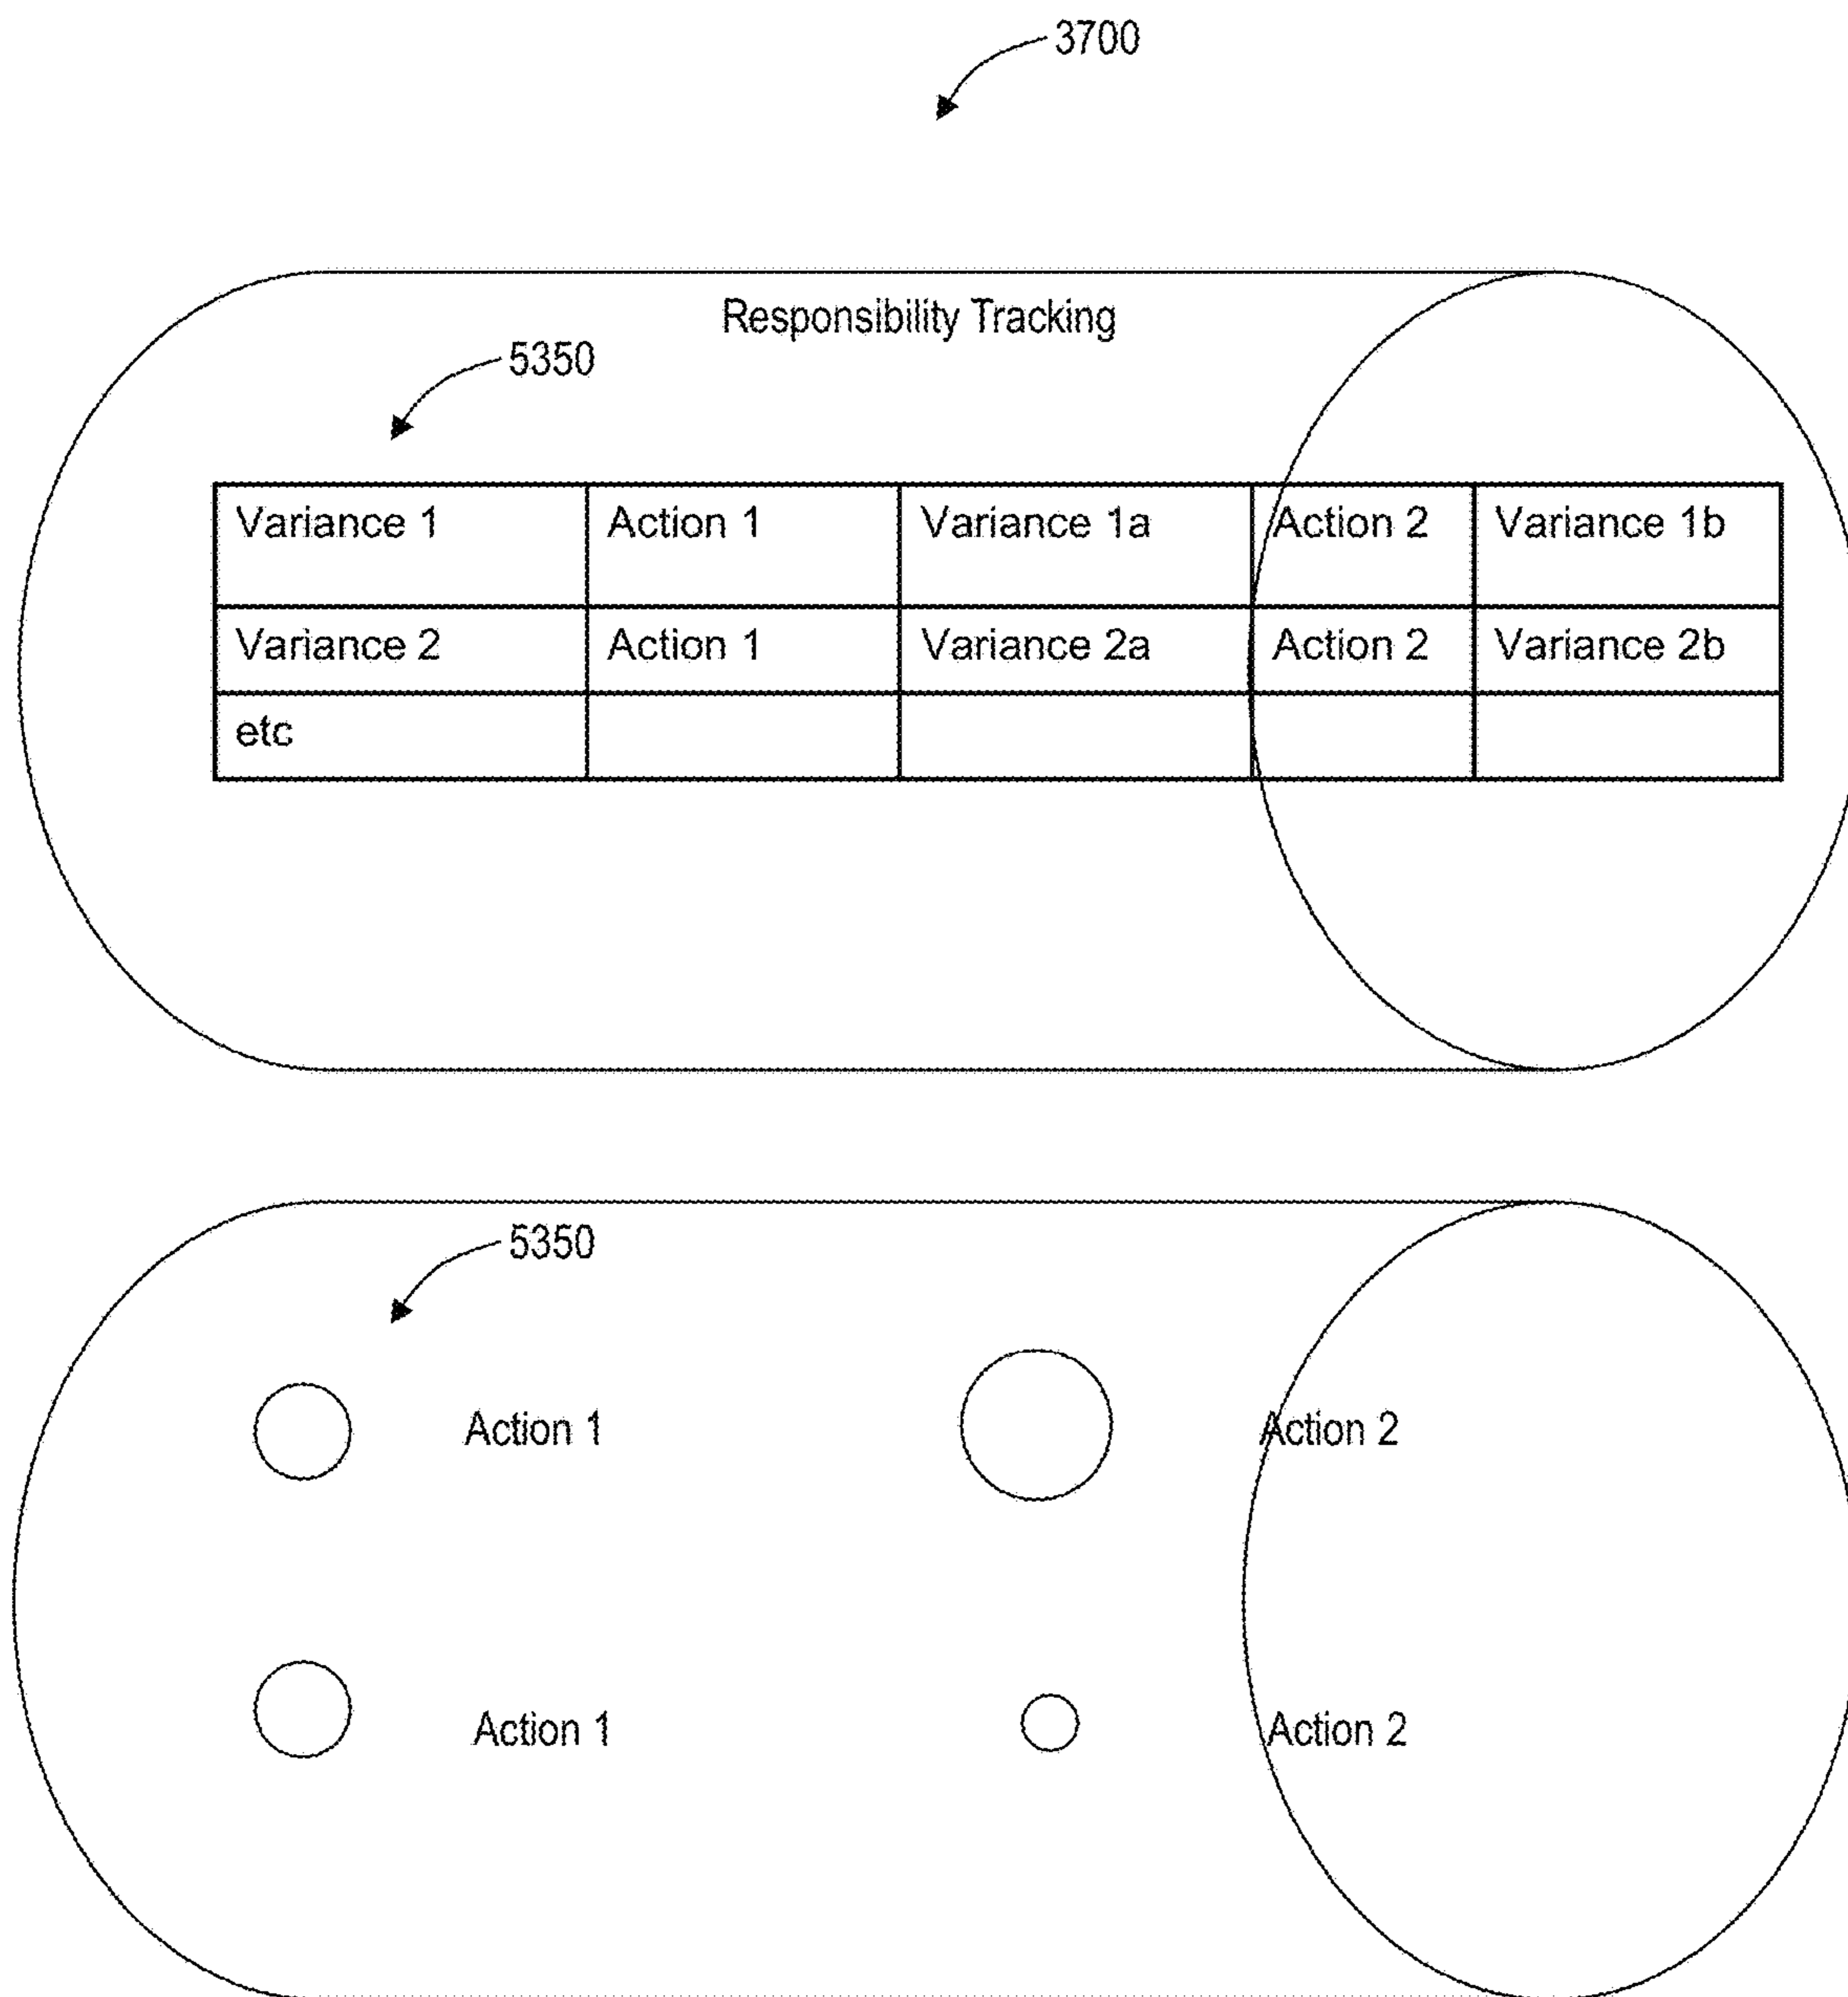 3700
Responsibility Tracking
5350
Variance 1 Action 1 Variance 1a Action 2 Variance 1b
Variance 2 Action 1 Variance 2a Action 2 Variance 2b
etc
5350
Action 1 Action 2
Action 1 Action 2